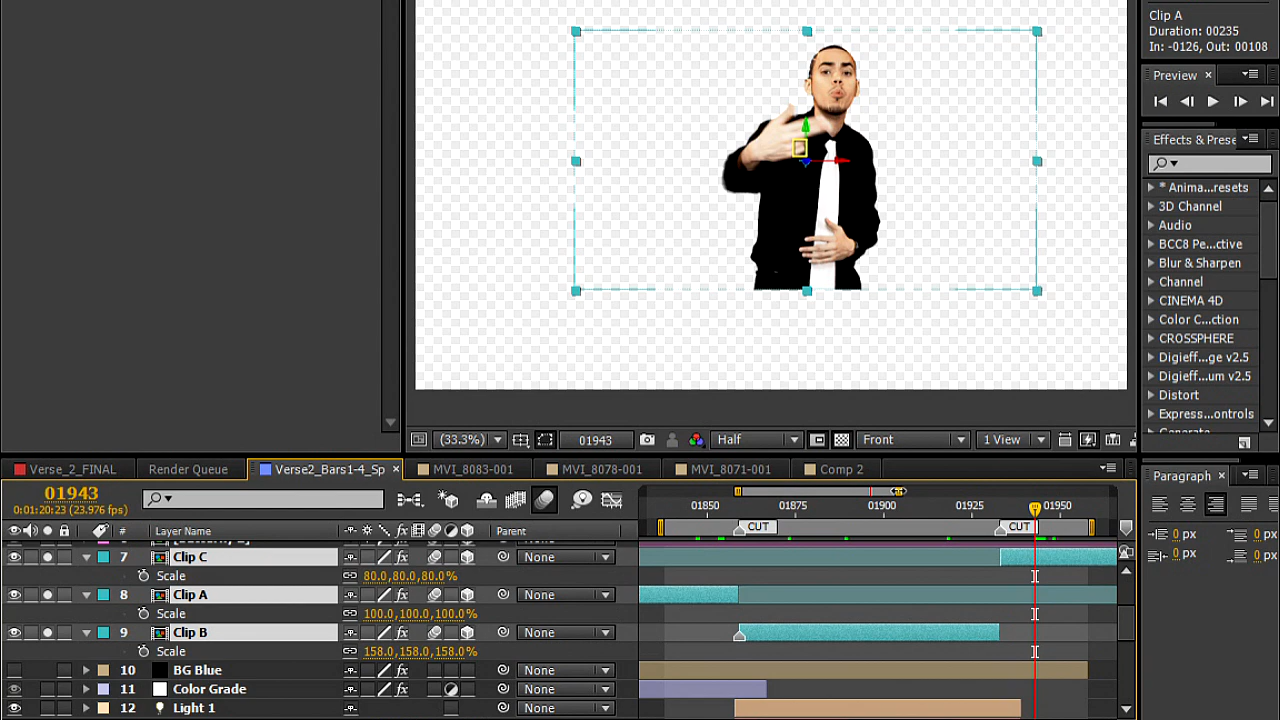 Clip A
Duration: 00235
In: -0126, Out: 00108
Preview ×
Effects & Prese
* Anima...resets
3D Channel
Audio
BCC8 Pe...ctive
Blur & Sharpen
Channel
CINEMA 4D
Color C...ction
CROSSPHERE
Digieff...ge v2.5
Digieff...um v2.5
Distort
Express...ontrols
Generate
(33.3%) 01943 Half Front 1 View
Verse_2_FINAL Render Queue Verse2_Bars1-4_Sp × MVI_8083-001 MVI_8078-001 MVI_8071-001 Comp 2
Paragraph ×
01943
0:01:20:23 (23.976 fps)
01850 01875 01900 01925 01950
# Layer Name Parent
CUT CUT
0 px 0 px
0 px 0 px
7 Clip C None
Scale 80.0,80.0,80.0%
8 Clip A None
Scale 100.0,100.0,100.0%
9 Clip B None
Scale 158.0,158.0,158.0%
10 BG Blue None
11 Color Grade None
12 Light 1 None